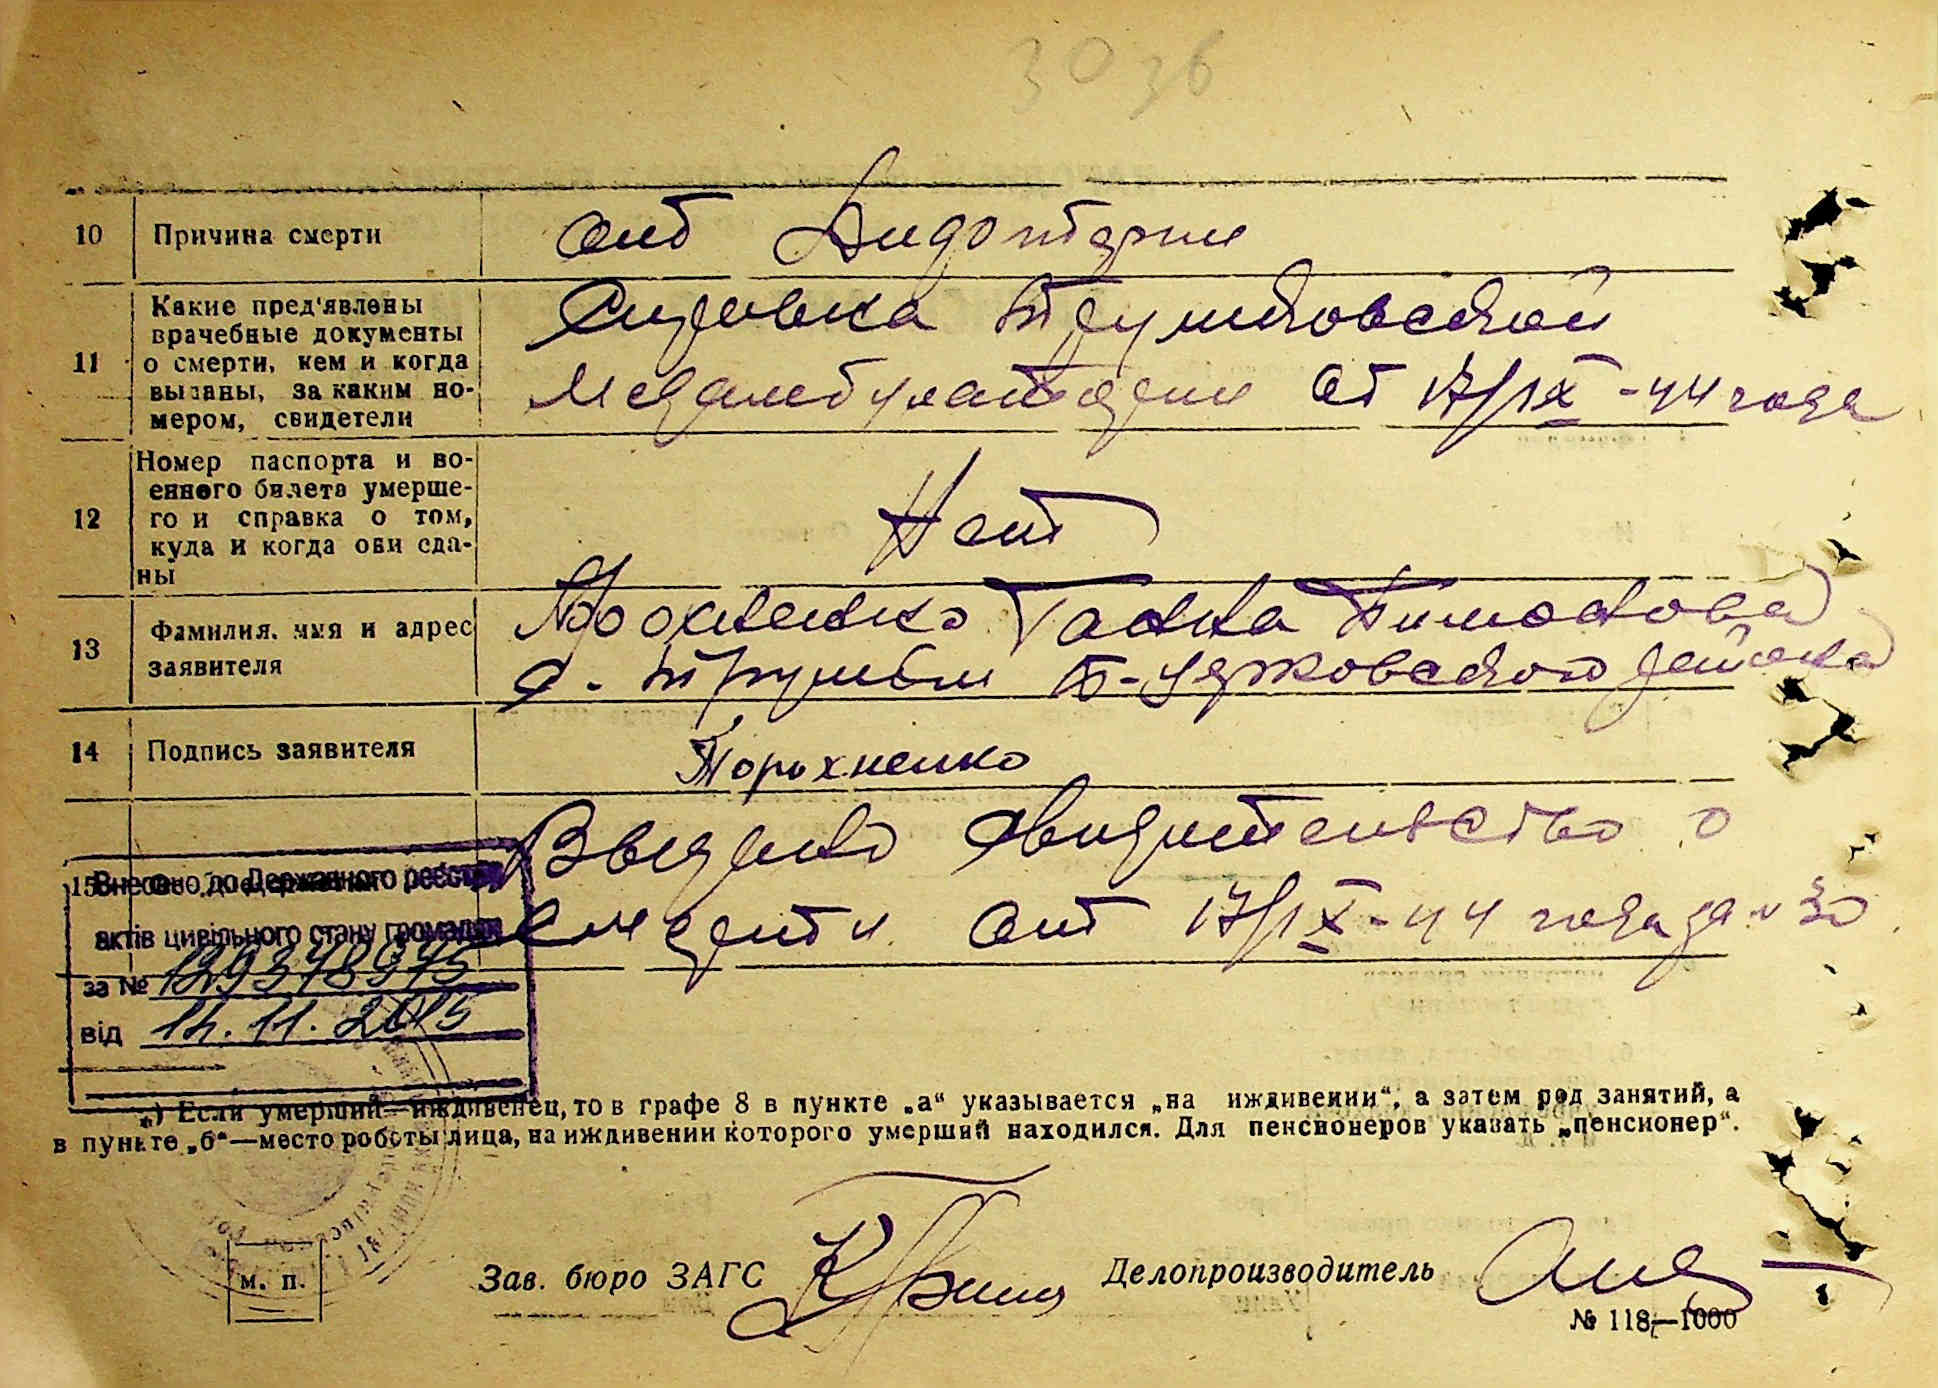 3036
10 Причина смерти
от
11 Какие пред'явлены
врачебные документы
о смерти, кем и когда
выданы, за каким но-
мером, свидетели
Справка Трушковской
Медамбулатории от 17/IX-44 года
12 Номер паспорта и во-
енного билета умерше-
го и справка о том,
куда и когда они сда-
ны
Нет
13 Фамилия, имя и адрес
заявителя
Ганна
с. Трушки Б-Церковского района
14 Подпись заявителя
15
Выдано свидетельство о
смерти от 17/IX-44 года за № 30
Внесено до Державного реєстру
актів цивільного стану громадян
за № 129378975
від 14.11.2015
*) Если умерший—иждивенец, то в графе 8 в пункте „а“ указывается „на иждивении“, а затем род занятий, а
в пункте „б“—место роботы лица, на иждивении которого умерший находился. Для пенсионеров указать „пенсионер“.
м. п.
Зав. бюро ЗАГС
Делопроизводитель
№ 118,—1000